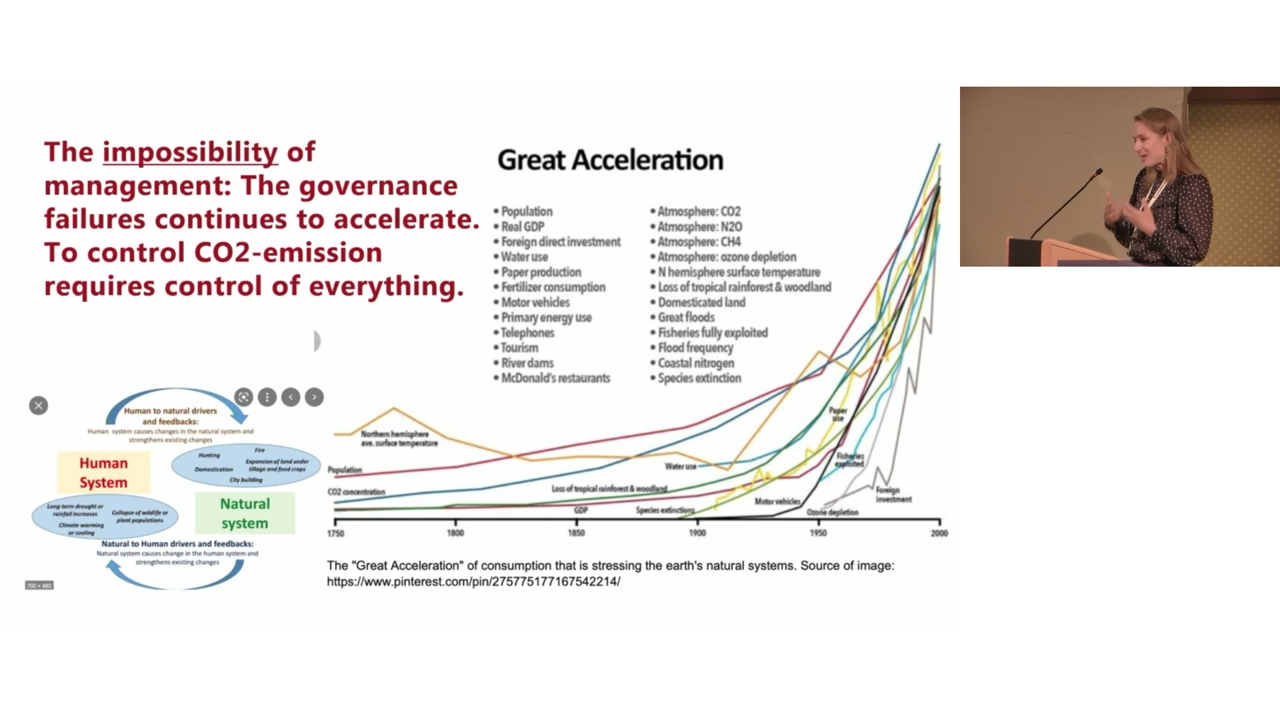 The impossibility of
management: The governance
failures continues to accelerate.
To control CO2-emission
requires control of everything.
Great Acceleration
• Population
• Real GDP
• Foreign direct investment
• Water use
• Paper production
• Fertilizer consumption
• Motor vehicles
• Primary energy use
• Telephones
• Tourism
• River dams
• McDonald's restaurants
• Atmosphere: CO2
• Atmosphere: N2O
• Atmosphere: CH4
• Atmosphere: ozone depletion
• N hemisphere surface temperature
• Loss of tropical rainforest & woodland
• Domesticated land
• Great floods
• Fisheries fully exploited
• Flood frequency
• Coastal nitrogen
• Species extinction
Northern hemisphere
ave. surface temperature
Population
CO2 concentration
Loss of tropical rainforest & woodland
GDP
Water use
Species extinctions
Motor vehicles
Paper
use
Fisheries
exploited
Ozone depletion
Foreign
investment
1750
1800
1850
1900
1950
2000
The "Great Acceleration" of consumption that is stressing the earth's natural systems. Source of image:
https://www.pinterest.com/pin/275775177167542214/
Human to natural drivers
and feedbacks:
Human system causes changes in the natural system and
strengthens existing changes
Human
System
Hunting
Fire
Domestication
Expansion of land under
tillage and food crops
City building
Long-term drought or
rainfall increases
Collapse of wildlife or
plant populations
Climate warming
or cooling
Natural
system
Natural to Human drivers and feedbacks:
Natural system causes change in the human system and
strengthens existing changes
700 × 480